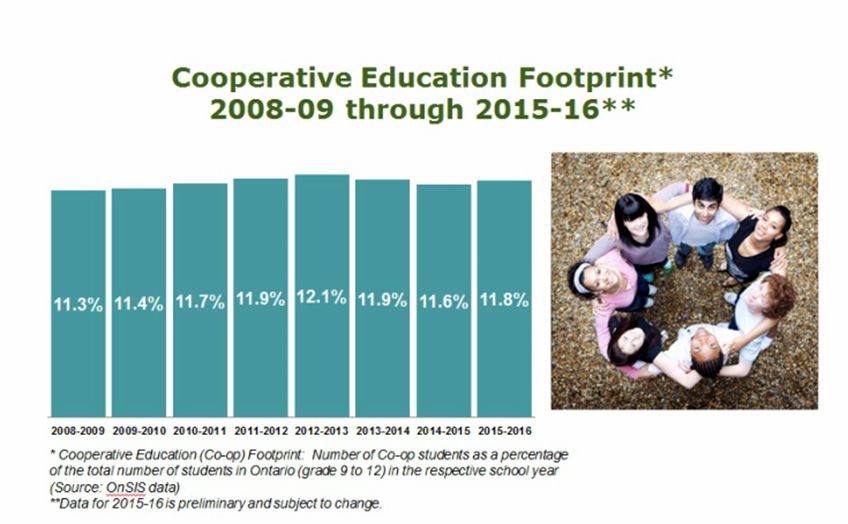 Cooperative Education Footprint*
2008-09 through 2015-16**
11.3% 11.4% 11.7% 11.9% 12.1% 11.9% 11.6% 11.8%
2008-2009 2009-2010 2010-2011 2011-2012 2012-2013 2013-2014 2014-2015 2015-2016
* Cooperative Education (Co-op) Footprint: Number of Co-op students as a percentage
of the total number of students in Ontario (grade 9 to 12) in the respective school year
(Source: OnSIS data)
**Data for 2015-16 is preliminary and subject to change.